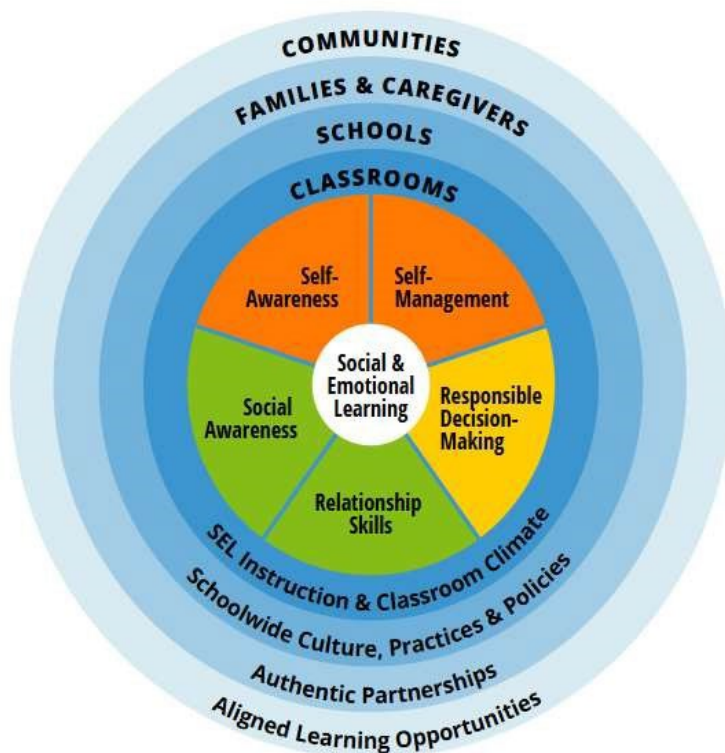 COMMUNITIES
FAMILIES & CAREGIVERS
SCHOOLS
CLASSROOMS
Self-
Awareness
Self-
Management
Social &
Emotional
Learning
Social
Awareness
Responsible
Decision-
Making
Relationship
Skills
SEL Instruction & Classroom Climate
Schoolwide Culture, Practices & Policies
Authentic Partnerships
Aligned Learning Opportunities